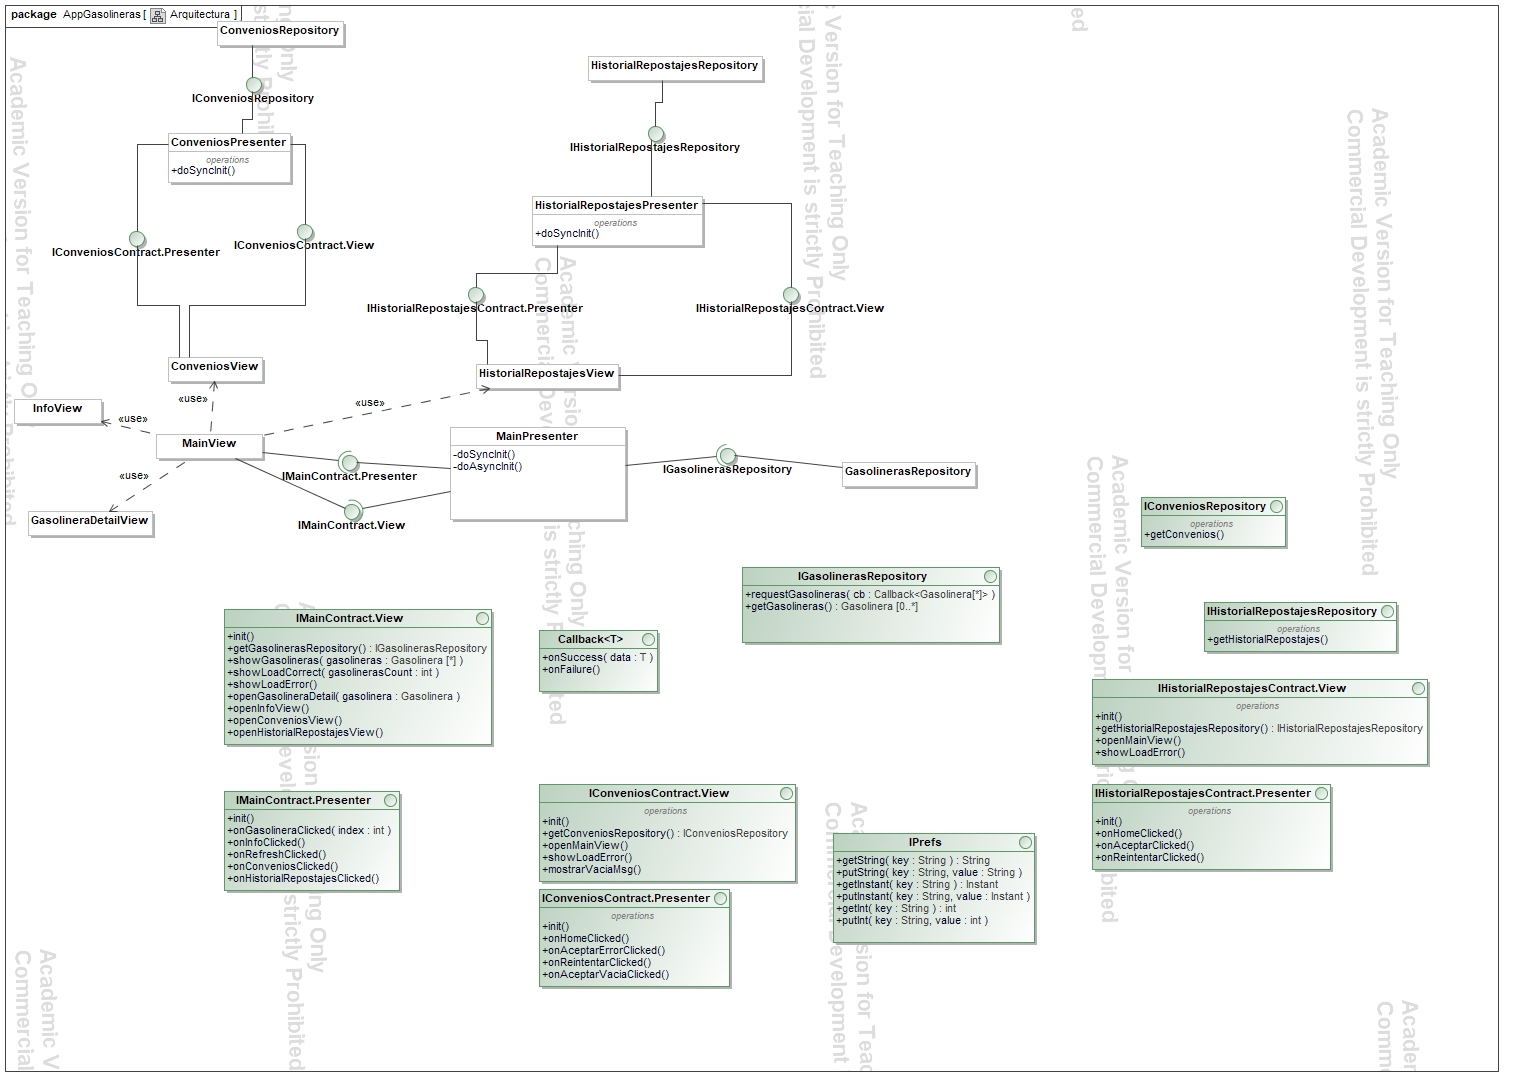 package AppGasolineras [ Arquitectura ]
ConveniosRepository
IConveniosRepository
ConveniosPresenter
operations
+doSyncInit()
IConveniosContract.Presenter
IConveniosContract.View
ConveniosView
HistorialRepostajesRepository
IHistorialRepostajesRepository
HistorialRepostajesPresenter
operations
+doSyncInit()
IHistorialRepostajesContract.Presenter
IHistorialRepostajesContract.View
HistorialRepostajesView
«use»
«use»
InfoView
«use»
MainView
«use»
GasolineraDetailView
IMainContract.Presenter
IMainContract.View
MainPresenter
-doSyncInit()
-doAsyncInit()
IGasolinerasRepository
GasolinerasRepository
IConveniosRepository
operations
+getConvenios()
IGasolinerasRepository
+requestGasolineras( cb : Callback<Gasolinera[*]> )
+getGasolineras() : Gasolinera [0..*]
IHistorialRepostajesRepository
operations
+getHistorialRepostajes()
IMainContract.View
+init()
+getGasolinerasRepository() : IGasolinerasRepository
+showGasolineras( gasolineras : Gasolinera [*] )
+showLoadCorrect( gasolinerasCount : int )
+showLoadError()
+openGasolineraDetail( gasolinera : Gasolinera )
+openInfoView()
+openConveniosView()
+openHistorialRepostajesView()
Callback<T>
+onSuccess( data : T )
+onFailure()
IHistorialRepostajesContract.View
operations
+init()
+getHistorialRepostajesRepository() : IHistorialRepostajesRepository
+openMainView()
+showLoadError()
IMainContract.Presenter
+init()
+onGasolineraClicked( index : int )
+onInfoClicked()
+onRefreshClicked()
+onConveniosClicked()
+onHistorialRepostajesClicked()
IConveniosContract.View
operations
+init()
+getConveniosRepository() : IConveniosRepository
+openMainView()
+showLoadError()
+mostrarVaciaMsg()
IHistorialRepostajesContract.Presenter
operations
+init()
+onHomeClicked()
+onAceptarClicked()
+onReintentarClicked()
IPrefs
+getString( key : String ) : String
+putString( key : String, value : String )
+getInstant( key : String ) : Instant
+putInstant( key : String, value : Instant )
+getInt( key : String ) : int
+putInt( key : String, value : int )
IConveniosContract.Presenter
operations
+init()
+onHomeClicked()
+onAceptarErrorClicked()
+onReintentarClicked()
+onAceptarVaciaClicked()
Academic Version for Teaching Only
Commercial Development is strictly Prohibited